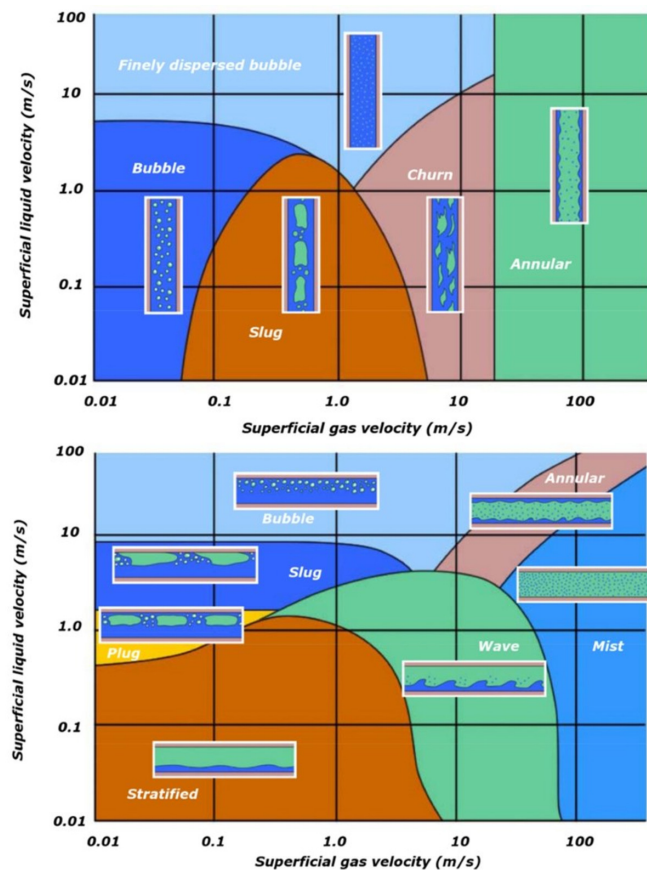 100
Finely dispersed bubble
10
Bubble
Churn
1.0
Annular
0.1
Slug
0.01
0.01
0.1
1.0
10
100
Superficial liquid velocity (m/s)
Superficial gas velocity (m/s)
100
Annular
Bubble
10
Slug
1.0
Wave
Mist
Plug
0.1
Stratified
0.01
0.01
0.1
1.0
10
100
Superficial liquid velocity (m/s)
Superficial gas velocity (m/s)